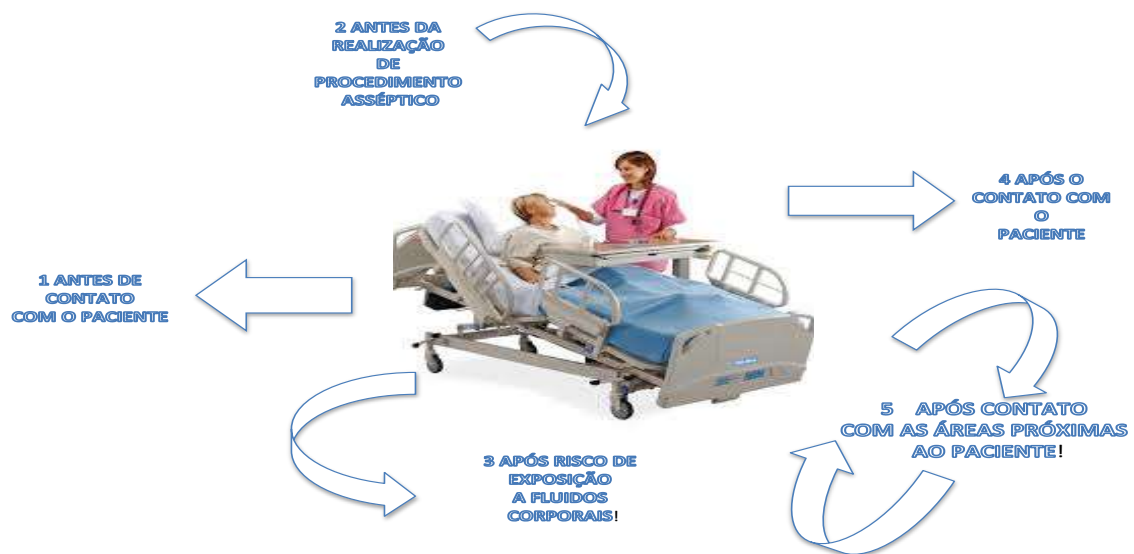 2 ANTES DA
REALIZAÇÃO
DE
PROCEDIMENTO
ASSÉPTICO
4 APÓS O
CONTATO COM
O
PACIENTE
1 ANTES DE
CONTATO
COM O PACIENTE
5 APÓS CONTATO
COM AS ÁREAS PRÓXIMAS
AO PACIENTE!
3 APÓS RISCO DE
EXPOSIÇÃO
A FLUIDOS
CORPORAIS!